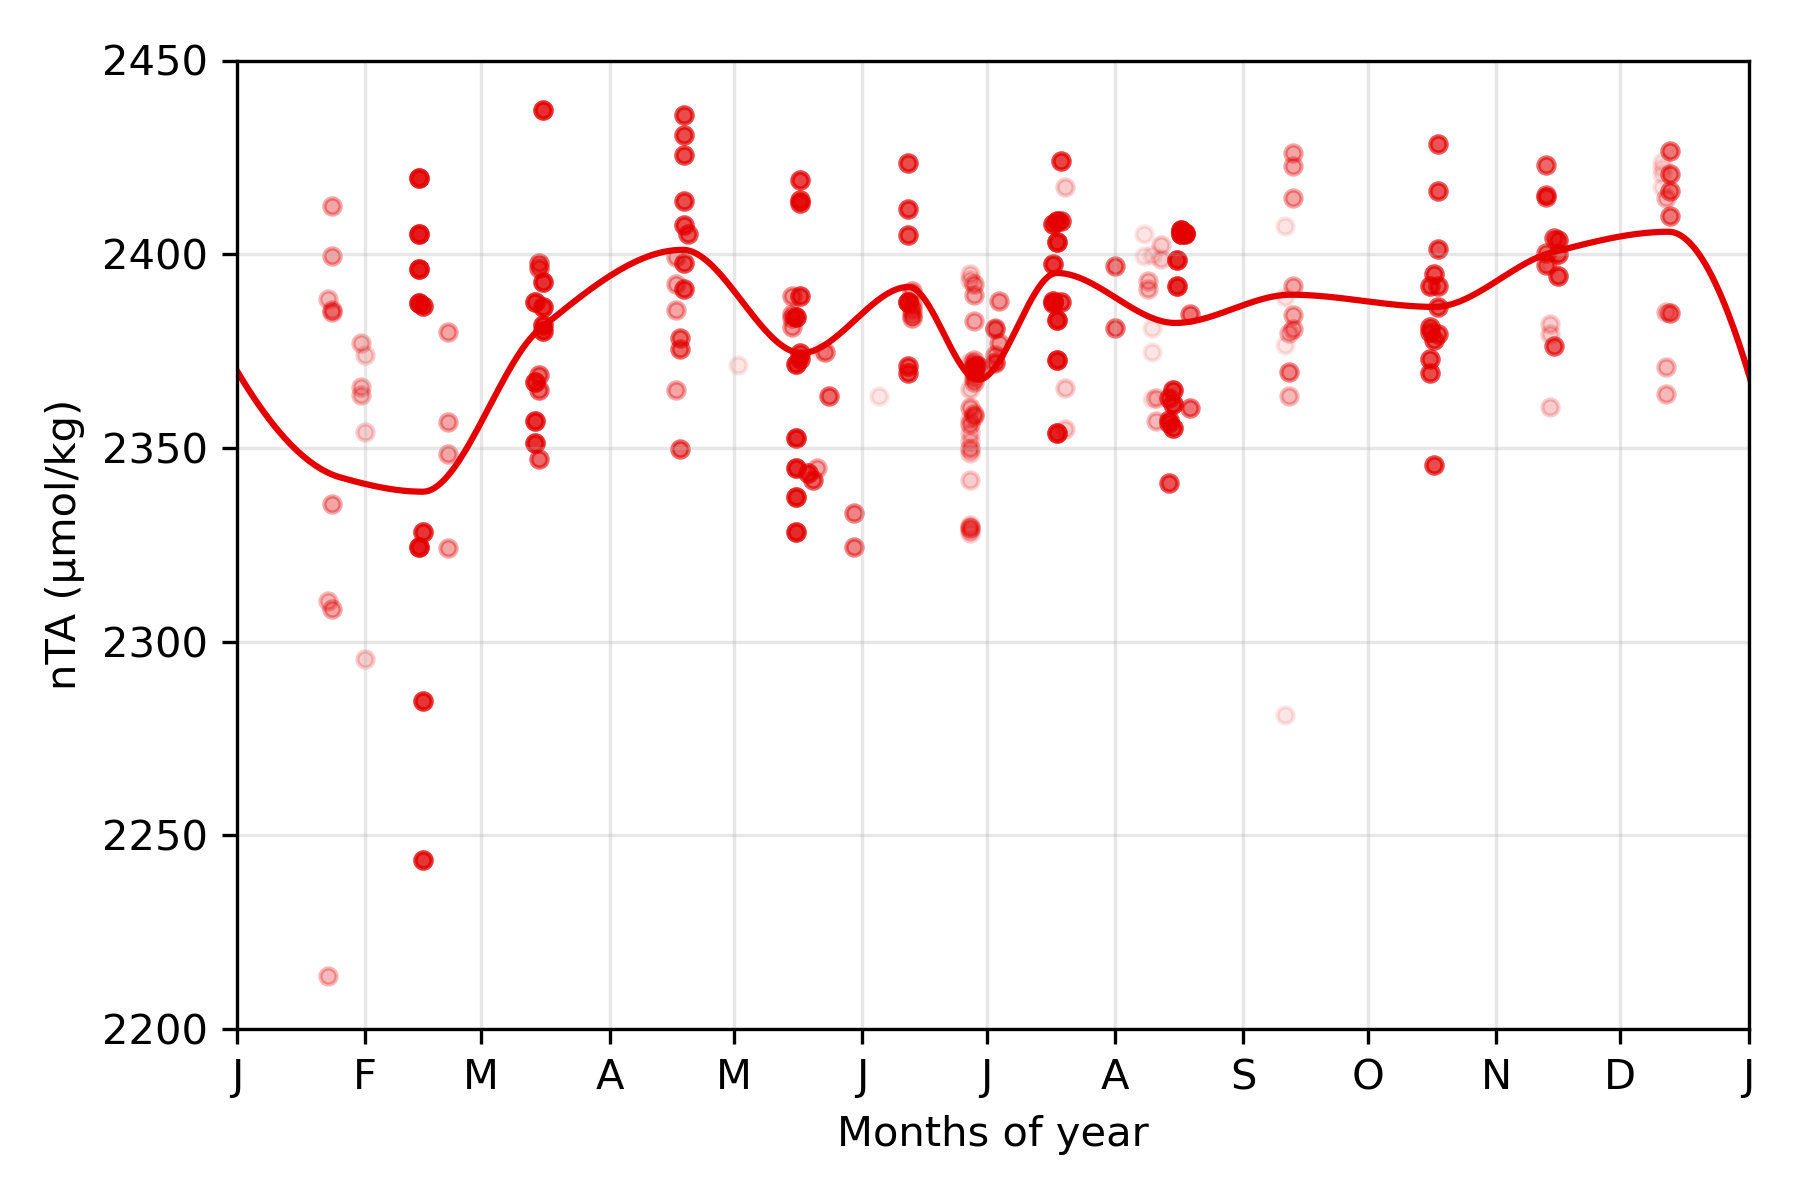 2450
2400
2350
2300
2250
2200
nTA (μmol/kg)
J F M A M J J A S O N D J
Months of year